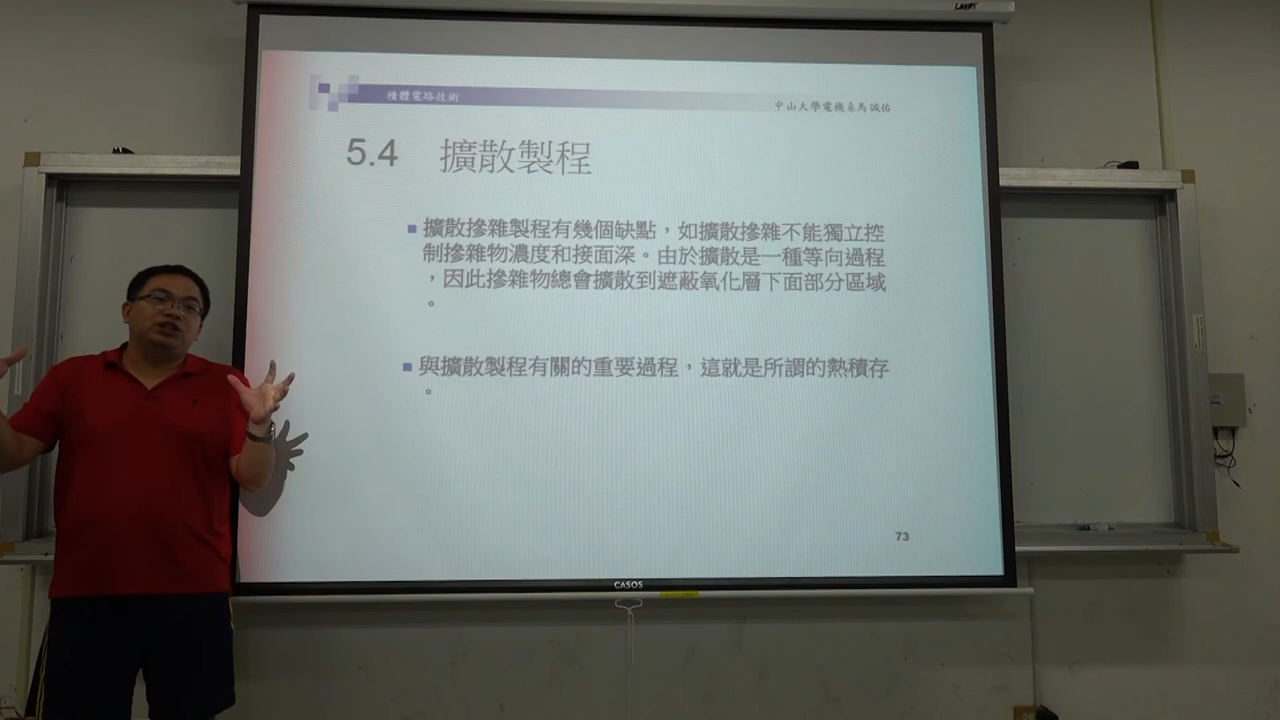 積體電路技術
中山大學電機系馬誠佑
5.4 擴散製程
擴散摻雜製程有幾個缺點，如擴散摻雜不能獨立控
制摻雜物濃度和接面深。由於擴散是一種等向過程
，因此摻雜物總會擴散到遮蔽氧化層下面部分區域
。
與擴散製程有關的重要過程，這就是所謂的熱積存
。
73
CASOS